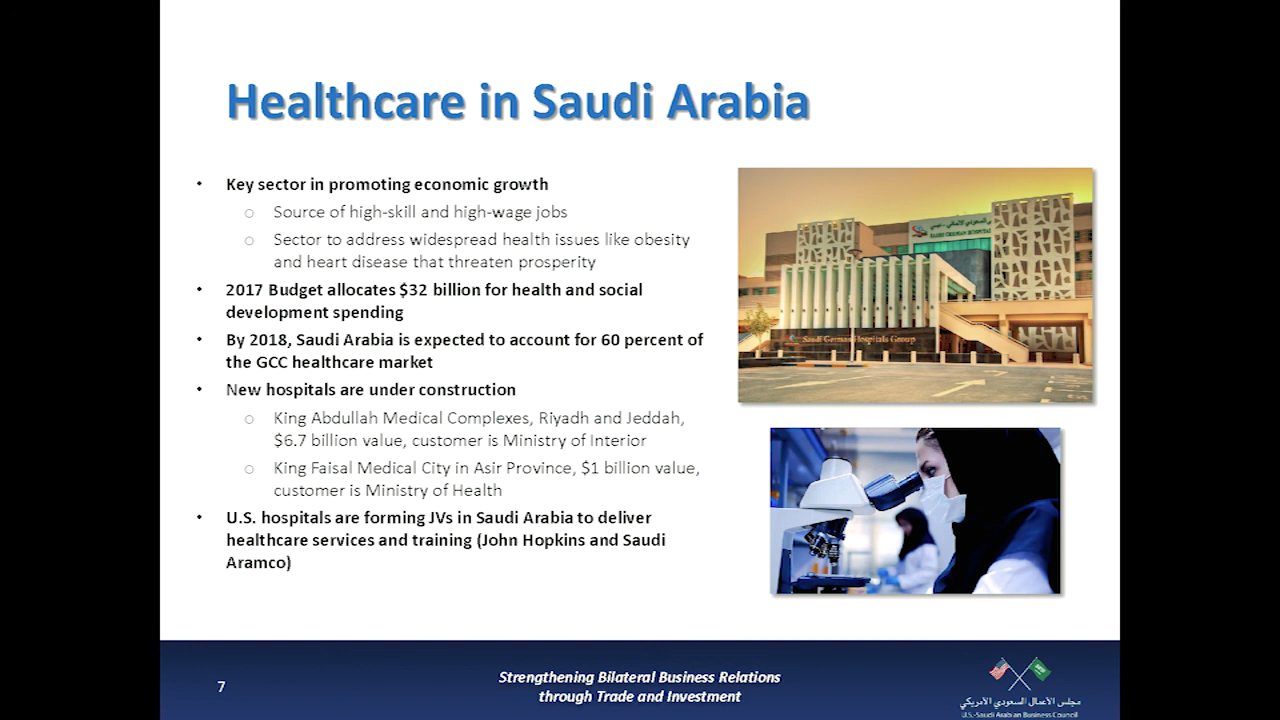 Healthcare in Saudi Arabia
• Key sector in promoting economic growth
o Source of high-skill and high-wage jobs
o Sector to address widespread health issues like obesity
and heart disease that threaten prosperity
• 2017 Budget allocates $32 billion for health and social
development spending
• By 2018, Saudi Arabia is expected to account for 60 percent of
the GCC healthcare market
• New hospitals are under construction
o King Abdullah Medical Complexes, Riyadh and Jeddah,
$6.7 billion value, customer is Ministry of Interior
o King Faisal Medical City in Asir Province, $1 billion value,
customer is Ministry of Health
• U.S. hospitals are forming JVs in Saudi Arabia to deliver
healthcare services and training (John Hopkins and Saudi
Aramco)
SAUDI GERMAN HOSPITAL
Saudi German Hospitals Group
7
Strengthening Bilateral Business Relations
through Trade and Investment
مجلس الأعمال السعودي الأمريكي
U.S.-Saudi Arabian Business Council